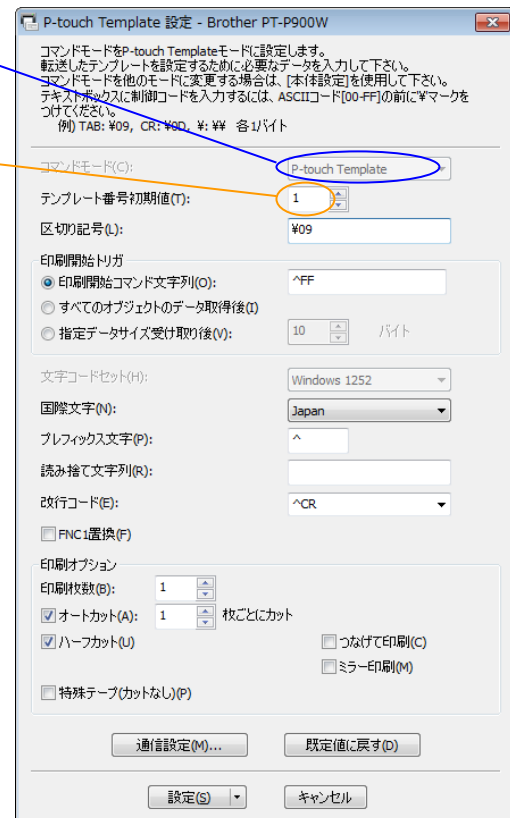 P-touch Template 設定 - Brother PT-P900W
コマンドモードをP-touch Templateモードに設定します。
転送したテンプレートを設定するために必要なデータを入力して下さい。
コマンドモードを他のモードに変更する場合は、[本体設定]を使用して下さい。
テキストボックスに制御コードを入力するには、ASCIIコード[00-FF]の前に¥マークを
つけてください。
例) TAB: ¥09, CR: ¥0D, ¥: ¥¥ 各1バイト
コマンドモード(C): P-touch Template
テンプレート番号初期値(T): 1
区切り記号(L): ¥09
印刷開始トリガ
印刷開始コマンド文字列(O): ^FF
すべてのオブジェクトのデータ取得後(I)
指定データサイズ受け取り後(V): 10 バイト
文字コードセット(H): Windows 1252
国際文字(N): Japan
プレフィックス文字(P): ^
読み捨て文字列(R):
改行コード(E): ^CR
FNC1置換(F)
印刷オプション
印刷枚数(B): 1
オートカット(A): 1 枚ごとにカット
ハーフカット(U) つなげて印刷(C)
ミラー印刷(M)
特殊テープ(カットなし)(P)
通信設定(M)... 既定値に戻す(D)
設定(S) キャンセル